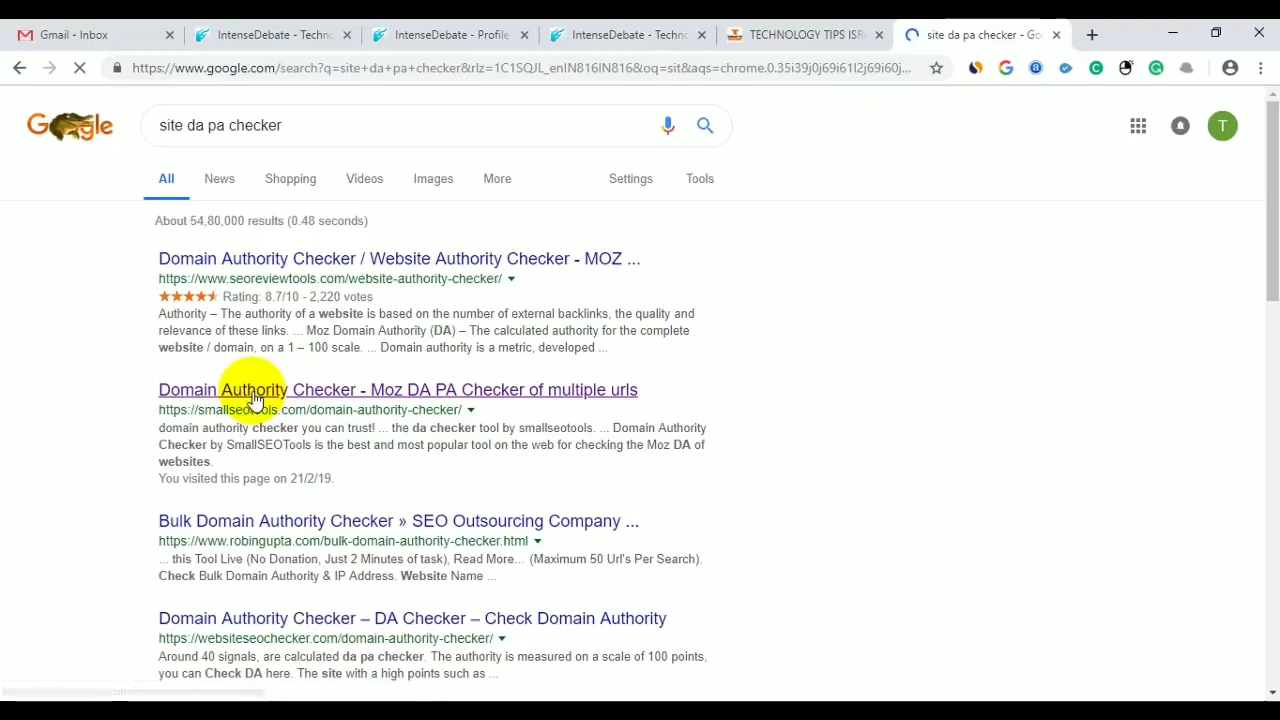 Gmail - Inbox
IntenseDebate - Techno
IntenseDebate - Profile
IntenseDebate - Techno
TECHNOLOGY TIPS ISRA
site da pa checker - Go
https://www.google.com/search?q=site+da+pa+checker&rlz=1C1SQJL_enIN816IN816&oq=sit&aqs=chrome.0.35i39j0j69i61l2j69i60j...
Google
site da pa checker
T
All News Shopping Videos Images More Settings Tools
About 54,80,000 results (0.48 seconds)
Domain Authority Checker / Website Authority Checker - MOZ ...
https://www.seoreviewtools.com/website-authority-checker/
Rating: 8.7/10 - 2,220 votes
Authority – The authority of a website is based on the number of external backlinks, the quality and
relevance of these links. ... Moz Domain Authority (DA) – The calculated authority for the complete
website / domain, on a 1 – 100 scale. ... Domain authority is a metric, developed ...
Domain Authority Checker - Moz DA PA Checker of multiple urls
https://smallseotools.com/domain-authority-checker/
domain authority checker you can trust! ... the da checker tool by smallseotools. ... Domain Authority
Checker by SmallSEOTools is the best and most popular tool on the web for checking the Moz DA of
websites.
You visited this page on 21/2/19.
Bulk Domain Authority Checker » SEO Outsourcing Company ...
https://www.robingupta.com/bulk-domain-authority-checker.html
... this Tool Live (No Donation, Just 2 Minutes of task), Read More... (Maximum 50 Url's Per Search).
Check Bulk Domain Authority & IP Address. Website Name ...
Domain Authority Checker – DA Checker – Check Domain Authority
https://websiteseochecker.com/domain-authority-checker/
Around 40 signals, are calculated da pa checker. The authority is measured on a scale of 100 points,
you can Check DA here. The site with a high points such as ...